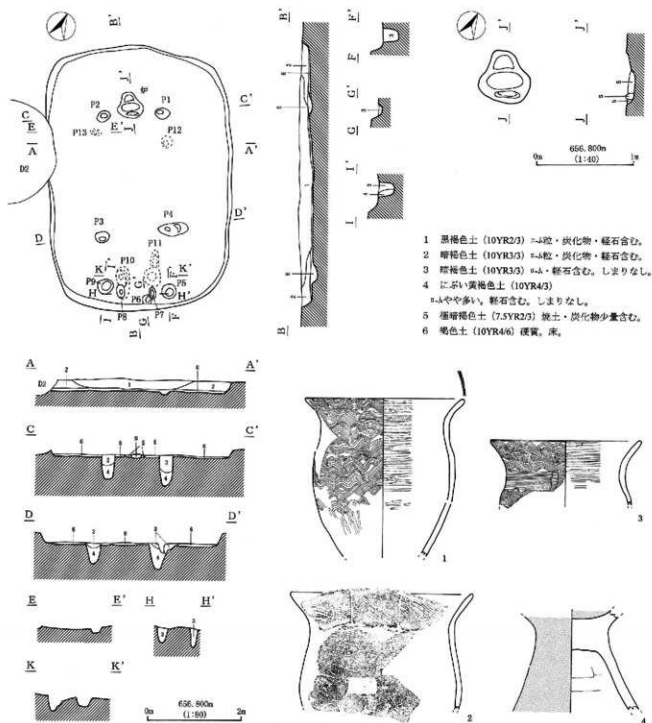 B'
J'
炉
P2
P1
P13
E'
J
P12
C'
C
E
A
D2
A'
D'
P3
P4
D
P11
P10
K
I'
G'
K'
P9
H
P8
P6
P7
P5
H'
F'
I
G
F
B
B'
B
F'
F
G'
G
I'
I
J'
J'
J
J
656.800m
0m (1:40) 1m
1 黒褐色土 (10YR2/3) ローム粒・炭化物・軽石含む。
2 暗褐色土 (10YR3/3) ローム粒・炭化物・軽石含む。
3 暗褐色土 (10YR3/3) ローム・軽石含む。しまりなし。
4 にぶい黄褐色土 (10YR4/3)
ロームやや多い。軽石含む。しまりなし。
5 極暗褐色土 (7.5YR2/3) 焼土・炭化物少量含む。
6 褐色土 (10YR4/6) 硬質。床。
A
A'
D2
2
1
6
2
C
C'
D
D'
E
E'
H
H'
K
K'
656.800m
0m (1:80) 2m
1
2
3
4